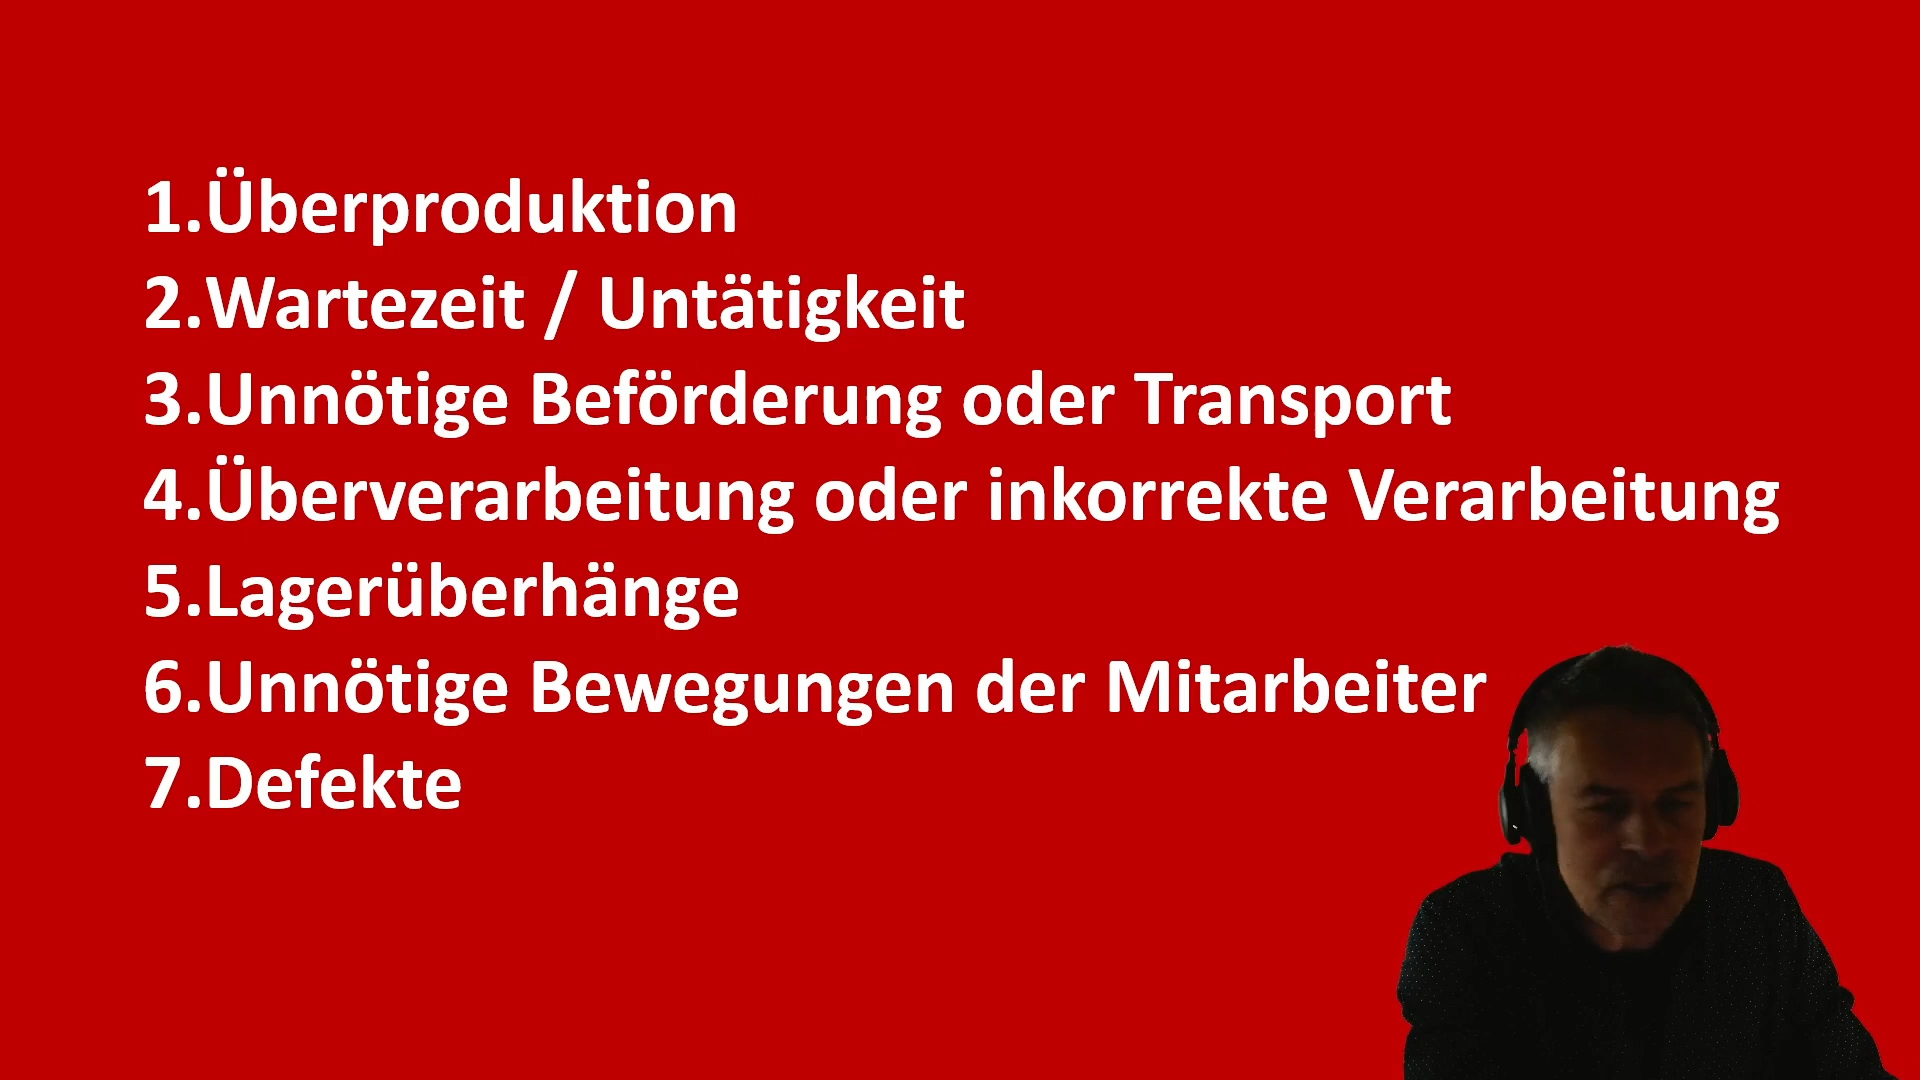 1.Überproduktion
2.Wartezeit / Untätigkeit
3.Unnötige Beförderung oder Transport
4.Überverarbeitung oder inkorrekte Verarbeitung
5.Lagerüberhänge
6.Unnötige Bewegungen der Mitarbeiter
7.Defekte